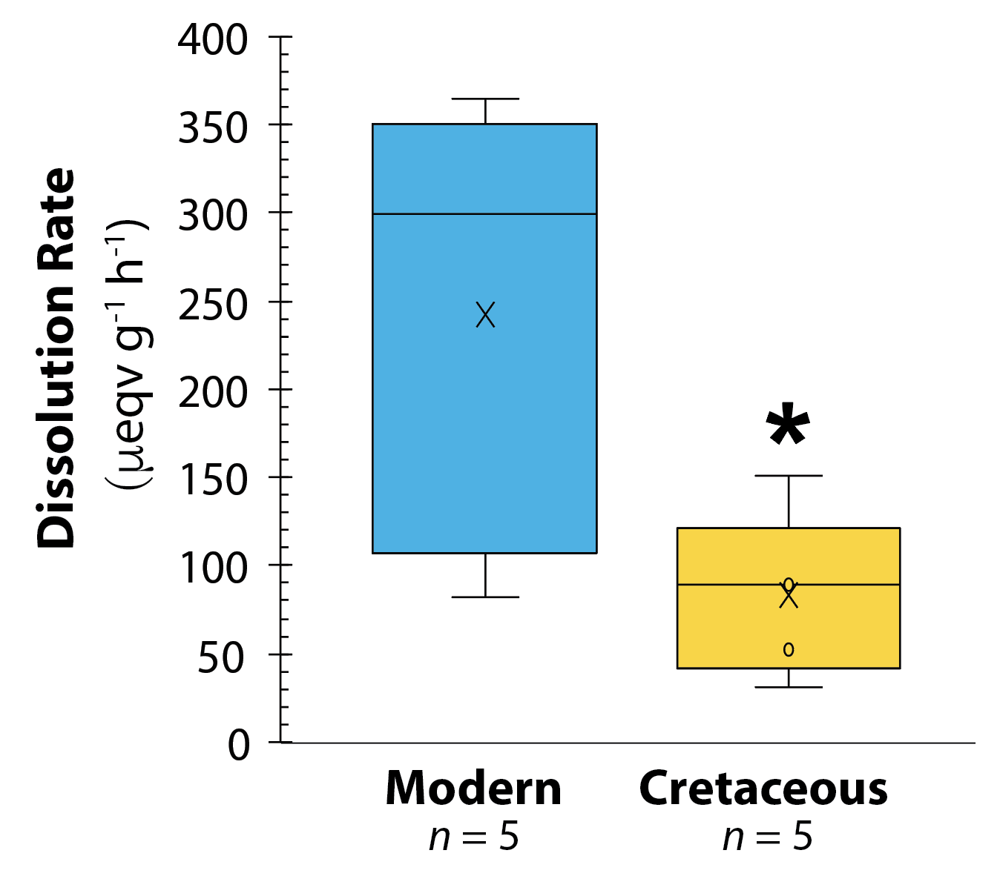 400
350
300
250
200
150
100
50
0
Dissolution Rate
(μeqv g⁻¹ h⁻¹)
*
Modern
Cretaceous
n = 5
n = 5